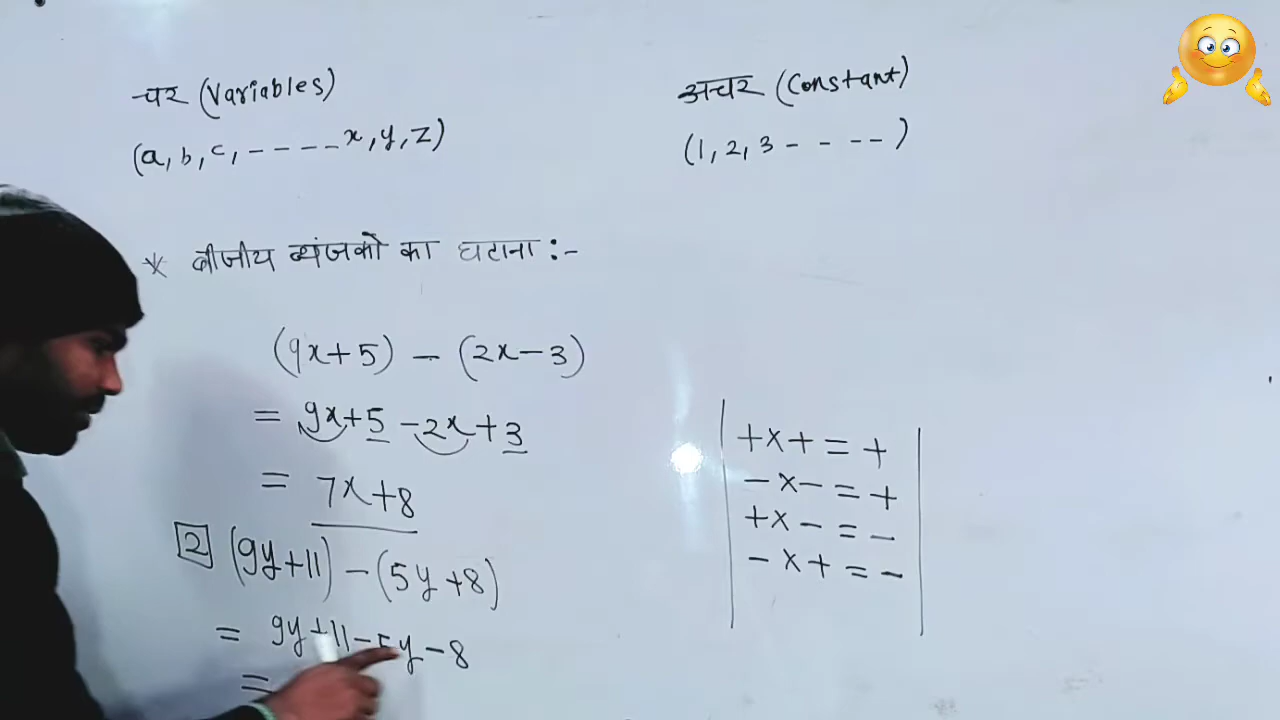 चर (Variables)
(a, b, c, - - - - x, y, z)
अचर (Constant)
(1, 2, 3 - - - - )
* बीजीय व्यंजको का घटाना :-
(9x+5) - (2x-3)
= 9x+5 -2x+3
= 7x+8
2 (9y+11) - (5y+8)
= 9y+11-5y-8
=
+x+ = +
-x- = +
+x- = -
-x+ = -